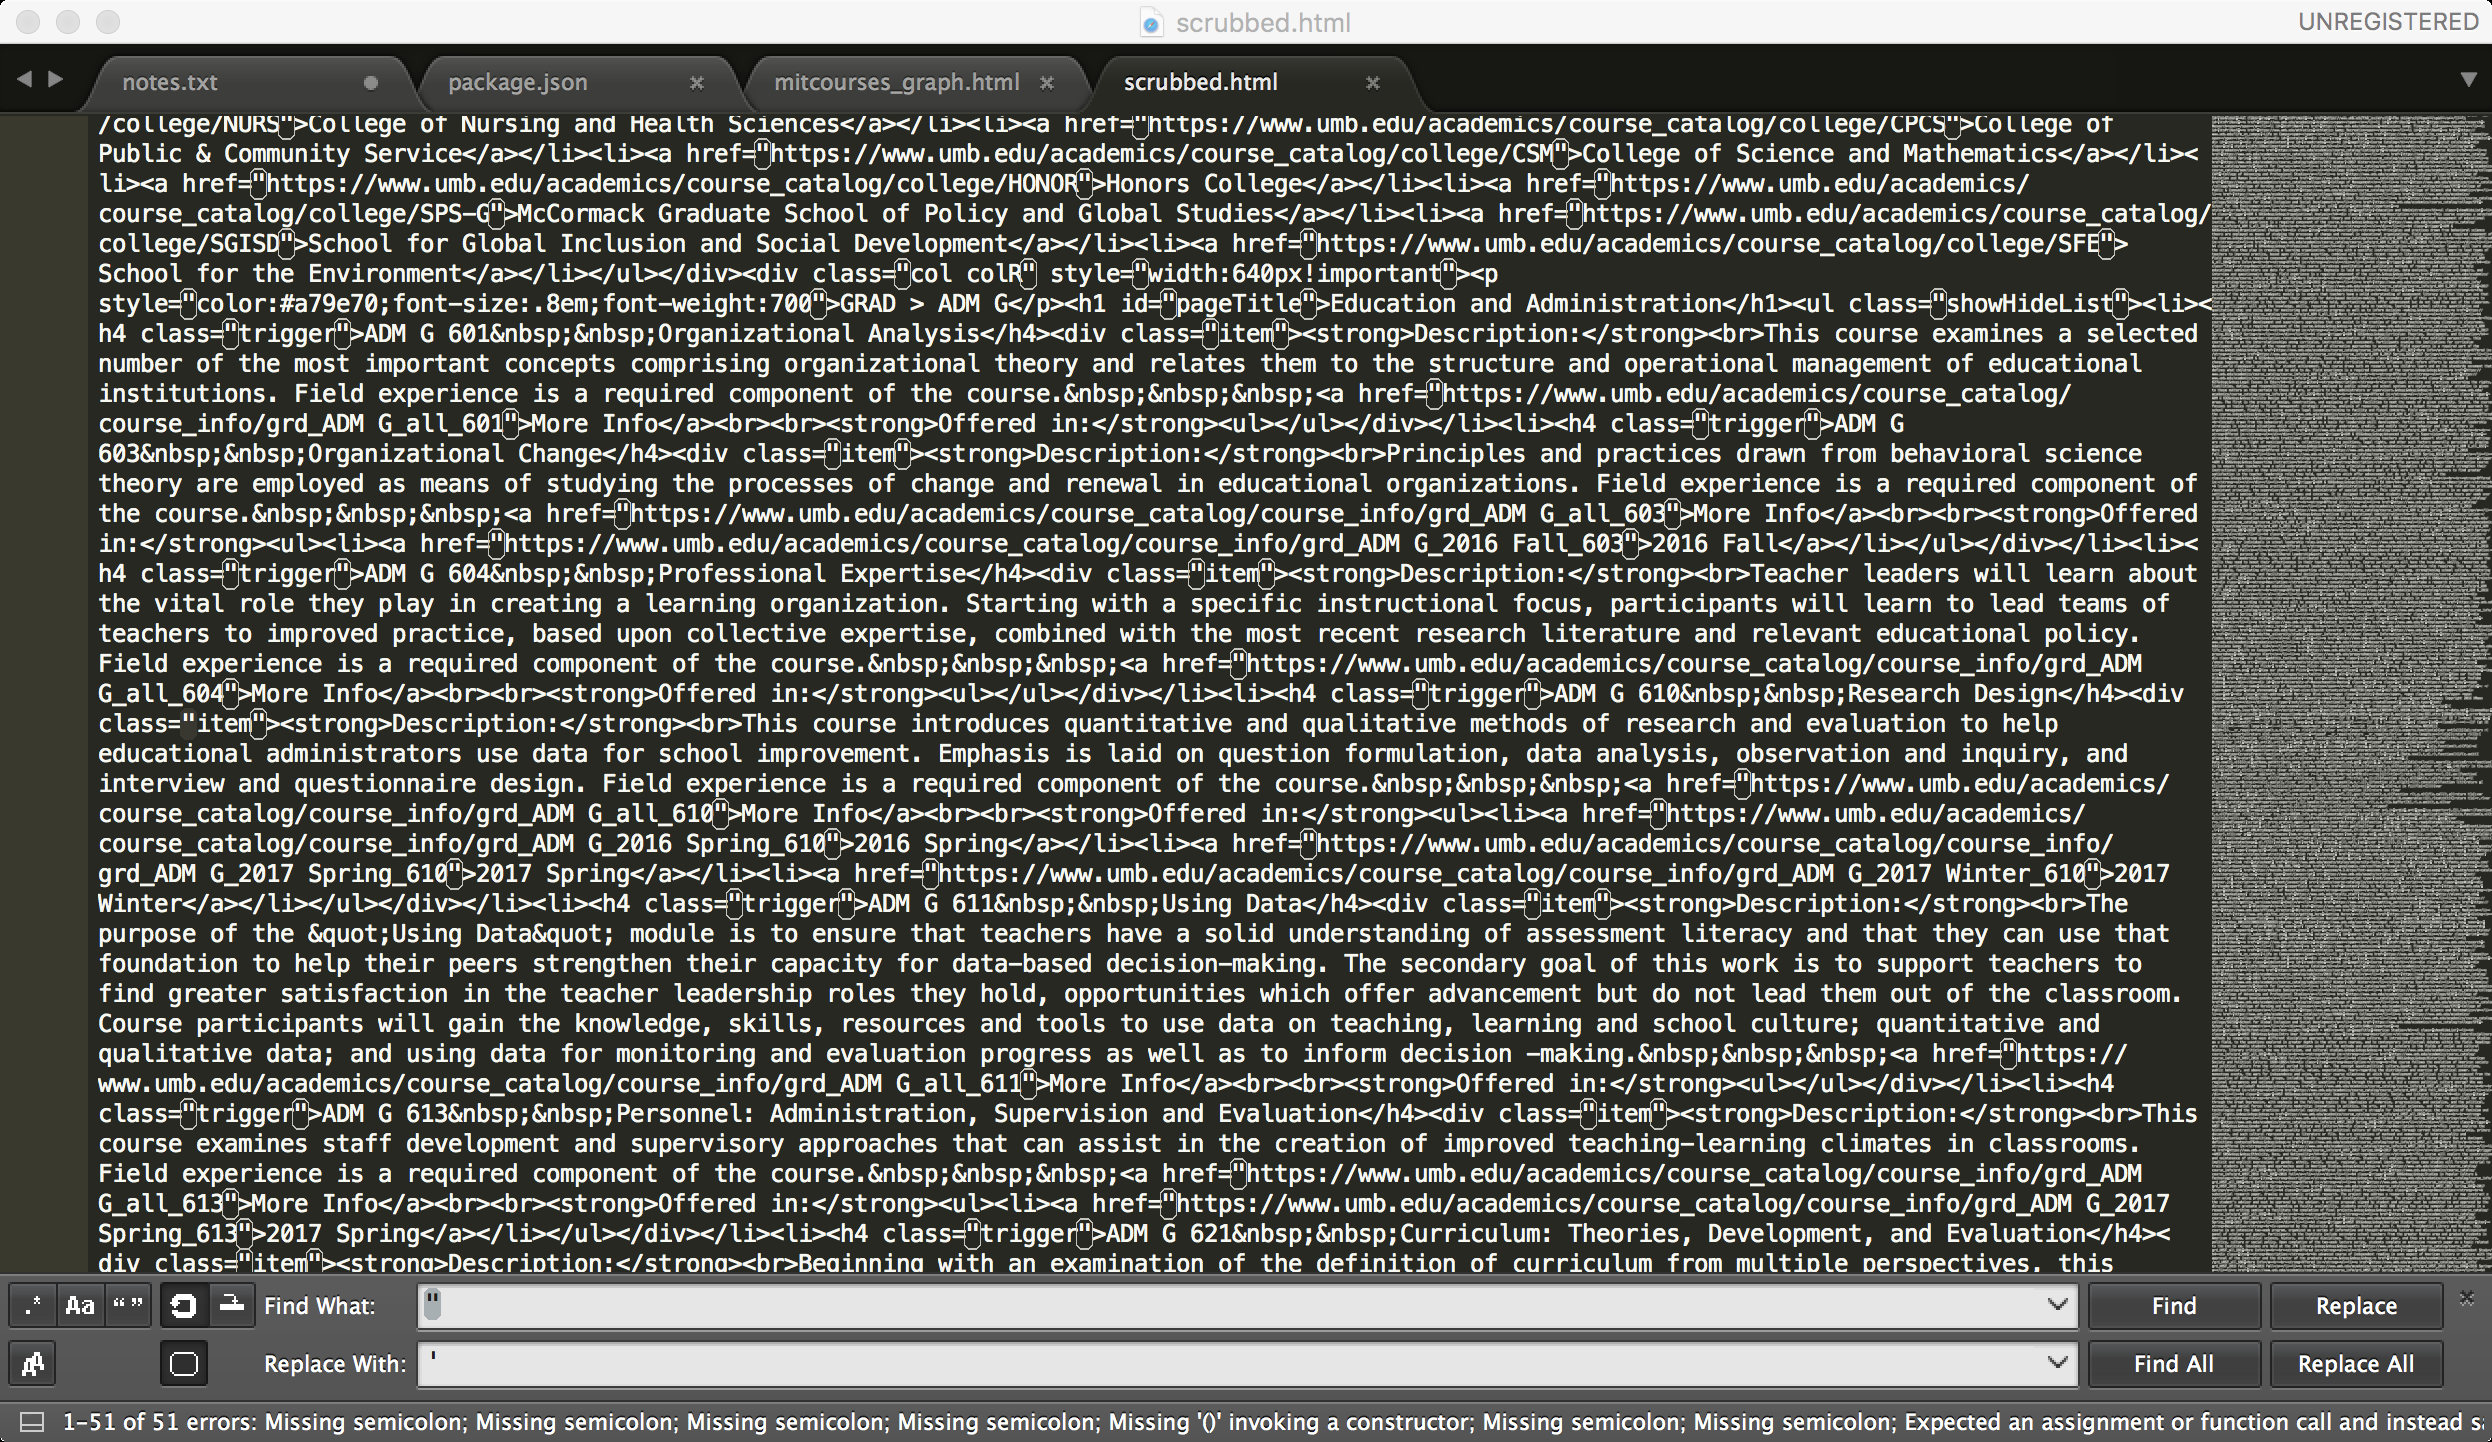 scrubbed.html
UNREGISTERED
notes.txt
package.json
mitcourses_graph.html
scrubbed.html
/college/NURS">College of Nursing and Health Sciences</a></li><li><a href="https://www.umb.edu/academics/course_catalog/college/CPCS">College of
Public & Community Service</a></li><li><a href="https://www.umb.edu/academics/course_catalog/college/CSM">College of Science and Mathematics</a></li><
li><a href="https://www.umb.edu/academics/course_catalog/college/HONOR">Honors College</a></li><li><a href="https://www.umb.edu/academics/
course_catalog/college/SPS-G">McCormack Graduate School of Policy and Global Studies</a></li><li><a href="https://www.umb.edu/academics/course_catalog/
college/SGISD">School for Global Inclusion and Social Development</a></li><li><a href="https://www.umb.edu/academics/course_catalog/college/SFE">
School for the Environment</a></li></ul></div><div class="col colR" style="width:640px!important"><p
style="color:#a79e70;font-size:.8em;font-weight:700">GRAD > ADM G</p><h1 id="pageTitle">Education and Administration</h1><ul class="showHideList"><li><
h4 class="trigger">ADM G 601&nbsp;&nbsp;Organizational Analysis</h4><div class="item"><strong>Description:</strong><br>This course examines a selected
number of the most important concepts comprising organizational theory and relates them to the structure and operational management of educational
institutions. Field experience is a required component of the course.&nbsp;&nbsp;&nbsp;<a href="https://www.umb.edu/academics/course_catalog/
course_info/grd_ADM G_all_601">More Info</a><br><br><strong>Offered in:</strong><ul></ul></div></li><li><h4 class="trigger">ADM G
603&nbsp;&nbsp;Organizational Change</h4><div class="item"><strong>Description:</strong><br>Principles and practices drawn from behavioral science
theory are employed as means of studying the processes of change and renewal in educational organizations. Field experience is a required component of
the course.&nbsp;&nbsp;&nbsp;<a href="https://www.umb.edu/academics/course_catalog/course_info/grd_ADM G_all_603">More Info</a><br><br><strong>Offered
in:</strong><ul><li><a href="https://www.umb.edu/academics/course_catalog/course_info/grd_ADM G_2016 Fall_603">2016 Fall</a></li></ul></div></li><li><
h4 class="trigger">ADM G 604&nbsp;&nbsp;Professional Expertise</h4><div class="item"><strong>Description:</strong><br>Teacher leaders will learn about
the vital role they play in creating a learning organization. Starting with a specific instructional focus, participants will learn to lead teams of
teachers to improved practice, based upon collective expertise, combined with the most recent research literature and relevant educational policy.
Field experience is a required component of the course.&nbsp;&nbsp;&nbsp;<a href="https://www.umb.edu/academics/course_catalog/course_info/grd_ADM
G_all_604">More Info</a><br><br><strong>Offered in:</strong><ul></ul></div></li><li><h4 class="trigger">ADM G 610&nbsp;&nbsp;Research Design</h4><div
class="item"><strong>Description:</strong><br>This course introduces quantitative and qualitative methods of research and evaluation to help
educational administrators use data for school improvement. Emphasis is laid on question formulation, data analysis, observation and inquiry, and
interview and questionnaire design. Field experience is a required component of the course.&nbsp;&nbsp;&nbsp;<a href="https://www.umb.edu/academics/
course_catalog/course_info/grd_ADM G_all_610">More Info</a><br><br><strong>Offered in:</strong><ul><li><a href="https://www.umb.edu/academics/
course_catalog/course_info/grd_ADM G_2016 Spring_610">2016 Spring</a></li><li><a href="https://www.umb.edu/academics/course_catalog/course_info/
grd_ADM G_2017 Spring_610">2017 Spring</a></li><li><a href="https://www.umb.edu/academics/course_catalog/course_info/grd_ADM G_2017 Winter_610">2017
Winter</a></li></ul></div></li><li><h4 class="trigger">ADM G 611&nbsp;&nbsp;Using Data</h4><div class="item"><strong>Description:</strong><br>The
purpose of the &quot;Using Data&quot; module is to ensure that teachers have a solid understanding of assessment literacy and that they can use that
foundation to help their peers strengthen their capacity for data-based decision-making. The secondary goal of this work is to support teachers to
find greater satisfaction in the teacher leadership roles they hold, opportunities which offer advancement but do not lead them out of the classroom.
Course participants will gain the knowledge, skills, resources and tools to use data on teaching, learning and school culture; quantitative and
qualitative data; and using data for monitoring and evaluation progress as well as to inform decision -making.&nbsp;&nbsp;&nbsp;<a href="https://
www.umb.edu/academics/course_catalog/course_info/grd_ADM G_all_611">More Info</a><br><br><strong>Offered in:</strong><ul></ul></div></li><li><h4
class="trigger">ADM G 613&nbsp;&nbsp;Personnel: Administration, Supervision and Evaluation</h4><div class="item"><strong>Description:</strong><br>This
course examines staff development and supervisory approaches that can assist in the creation of improved teaching-learning climates in classrooms.
Field experience is a required component of the course.&nbsp;&nbsp;&nbsp;<a href="https://www.umb.edu/academics/course_catalog/course_info/grd_ADM
G_all_613">More Info</a><br><br><strong>Offered in:</strong><ul><li><a href="https://www.umb.edu/academics/course_catalog/course_info/grd_ADM G_2017
Spring_613">2017 Spring</a></li></ul></div></li><li><h4 class="trigger">ADM G 621&nbsp;&nbsp;Curriculum: Theories, Development, and Evaluation</h4><
div class="item"><strong>Description:</strong><br>Beginning with an examination of the definition of curriculum from multiple perspectives, this
.* Aa “ ” Find What: " Find Replace
Replace With: ' Find All Replace All
1-51 of 51 errors: Missing semicolon; Missing semicolon; Missing semicolon; Missing semicolon; Missing '()' invoking a constructor; Missing semicolon; Missing semicolon; Expected an assignment or function call and instead s